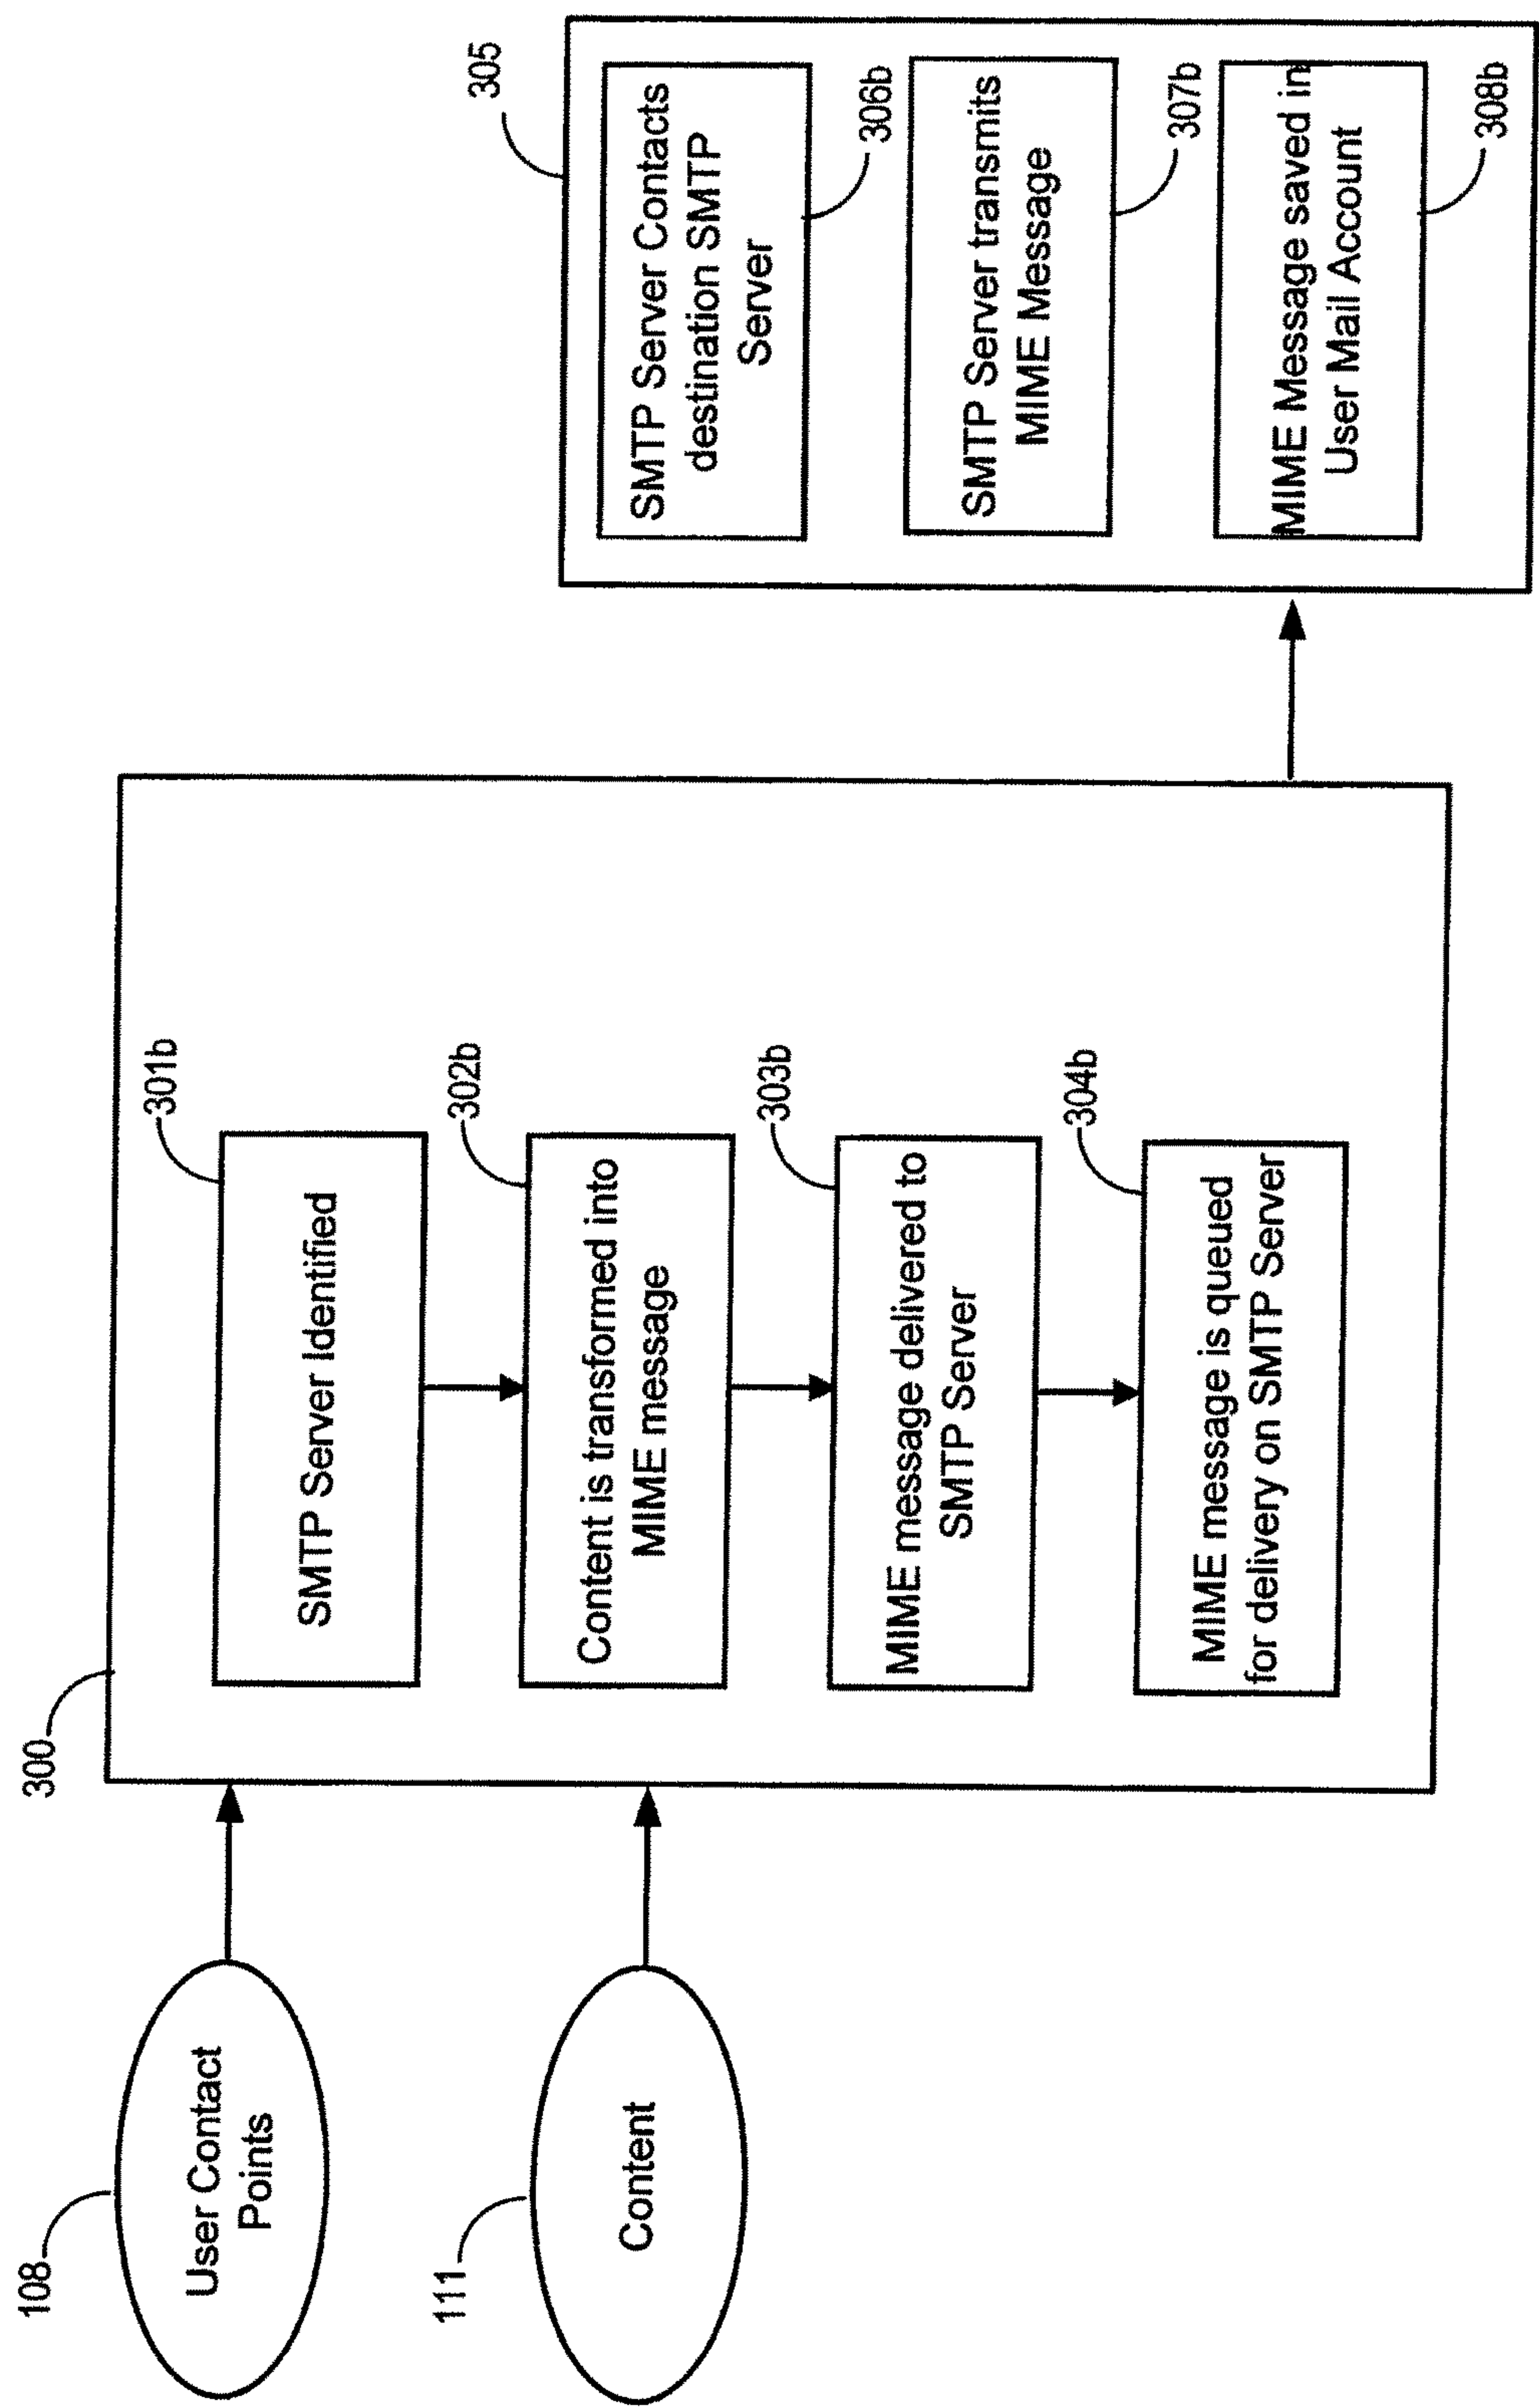 108
User Contact
Points
111
Content
300
SMTP Server Identified
301b
Content is transformed into
MIME message
302b
MIME message delivered to
SMTP Server
303b
MIME message is queued
for delivery on SMTP Server
304b
305
SMTP Server Contacts
destination SMTP
Server
306b
SMTP Server transmits
MIME Message
307b
MIME Message saved in
User Mail Account
308b